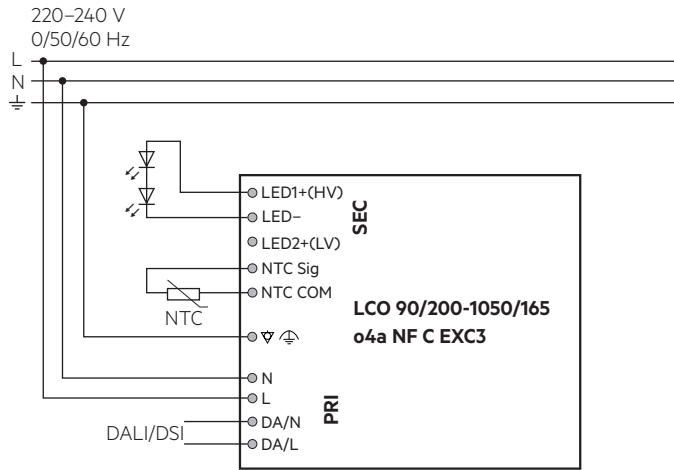 220–240 V
0/50/60 Hz
L
N
LED1+(HV)
LED–
LED2+(LV)
SEC
NTC Sig
NTC COM
NTC
LCO 90/200-1050/165
o4a NF C EXC3
N
L
PRI
DALI/DSI
DA/N
DA/L